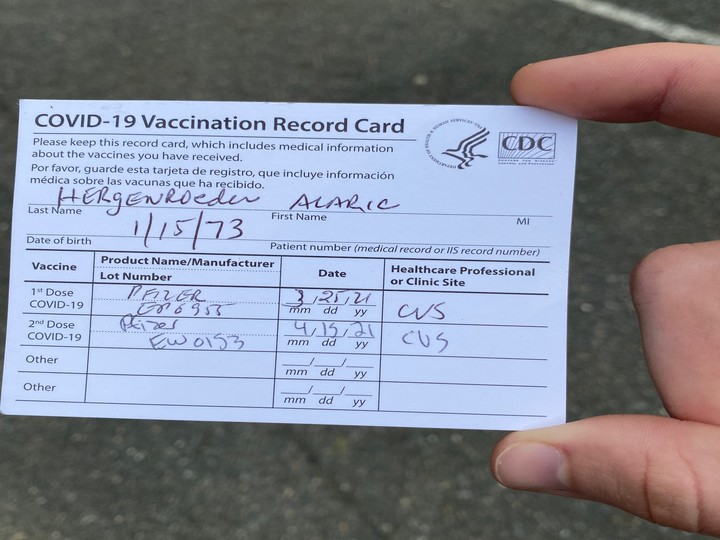 COVID-19 Vaccination Record Card
CDC
Please keep this record card, which includes medical information
about the vaccines you have received.
Por favor, guarde esta tarjeta de registro, que incluye información
médica sobre las vacunas que ha recibido.
HERGENROEDER ALARIC
Last Name First Name MI
1/15/73
Date of birth Patient number (medical record or IIS record number)
Vaccine Product Name/Manufacturer Date Healthcare Professional
Lot Number or Clinic Site
1st Dose PFIZER 3/25/21 CVS
COVID-19 mm dd yy
2nd Dose Pfizer 4/15/21 CVS
COVID-19 EW0153 mm dd yy
Other / /
mm dd yy
Other / /
mm dd yy